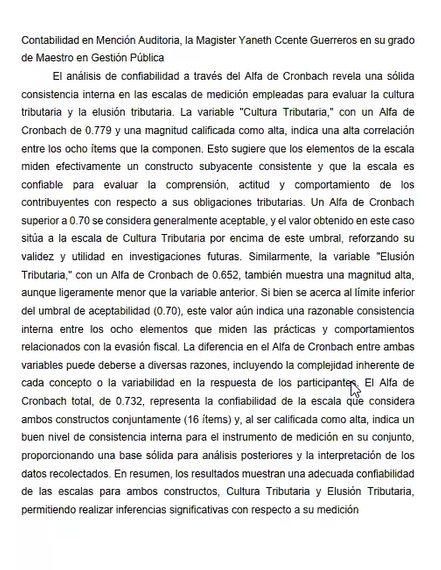 Contabilidad en Mención Auditoria, la Magister Yaneth Ccente Guerreros en su grado
de Maestro en Gestión Pública
El análisis de confiabilidad a través del Alfa de Cronbach revela una sólida
consistencia interna en las escalas de medición empleadas para evaluar la cultura
tributaria y la elusión tributaria. La variable "Cultura Tributaria," con un Alfa de
Cronbach de 0.779 y una magnitud calificada como alta, indica una alta correlación
entre los ocho ítems que la componen. Esto sugiere que los elementos de la escala
miden efectivamente un constructo subyacente consistente y que la escala es
confiable para evaluar la comprensión, actitud y comportamiento de los
contribuyentes con respecto a sus obligaciones tributarias. Un Alfa de Cronbach
superior a 0.70 se considera generalmente aceptable, y el valor obtenido en este caso
sitúa a la escala de Cultura Tributaria por encima de este umbral, reforzando su
validez y utilidad en investigaciones futuras. Similarmente, la variable "Elusión
Tributaria," con un Alfa de Cronbach de 0.652, también muestra una magnitud alta,
aunque ligeramente menor que la variable anterior. Si bien se acerca al límite inferior
del umbral de aceptabilidad (0.70), este valor aún indica una razonable consistencia
interna entre los ocho elementos que miden las prácticas y comportamientos
relacionados con la evasión fiscal. La diferencia en el Alfa de Cronbach entre ambas
variables puede deberse a diversas razones, incluyendo la complejidad inherente de
cada concepto o la variabilidad en la respuesta de los participantes. El Alfa de
Cronbach total, de 0.732, representa la confiabilidad de la escala que considera
ambos constructos conjuntamente (16 ítems) y, al ser calificada como alta, indica un
buen nivel de consistencia interna para el instrumento de medición en su conjunto,
proporcionando una base sólida para análisis posteriores y la interpretación de los
datos recolectados. En resumen, los resultados muestran una adecuada confiabilidad
de las escalas para ambos constructos, Cultura Tributaria y Elusión Tributaria,
permitiendo realizar inferencias significativas con respecto a su medición